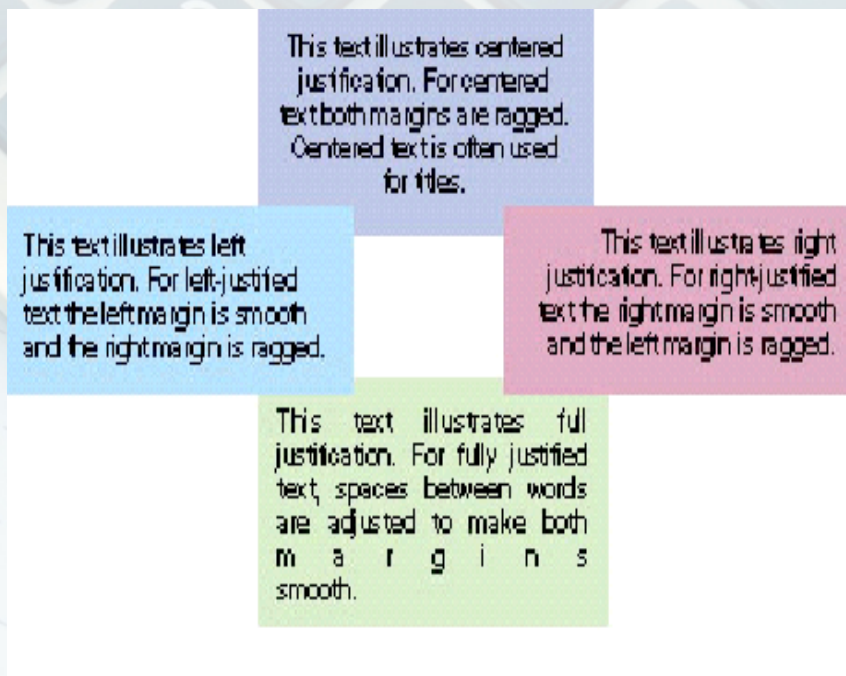 This text illustrates centered
justification. For centered
text both margins are ragged.
Centered text is often used
for titles.
This text illustrates left
justification. For left-justified
text the left margin is smooth
and the right margin is ragged.
This text illustrates right
justification. For right-justified
text the right margin is smooth
and the left margin is ragged.
This text illustrates full
justification. For fully justified
text, spaces between words
are adjusted to make both
m a r g i n s
smooth.